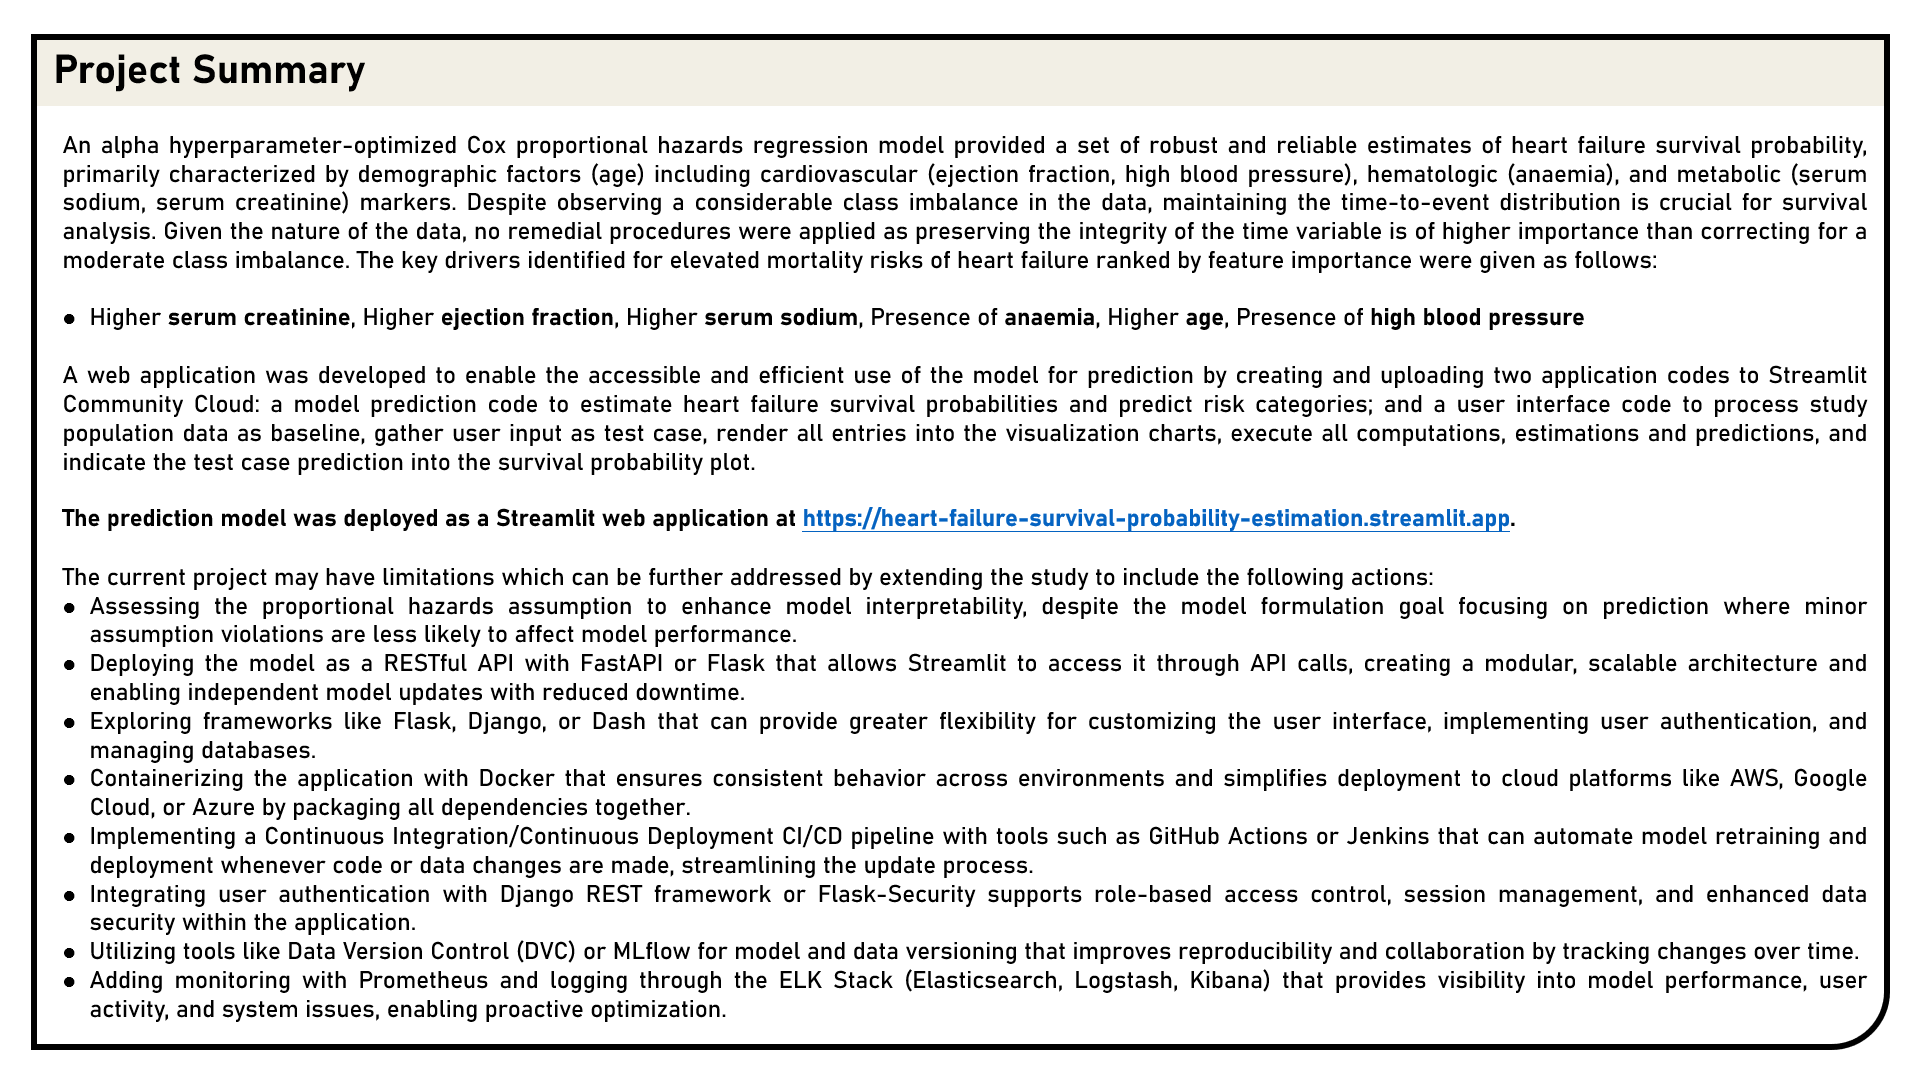 Project Summary
An alpha hyperparameter-optimized Cox proportional hazards regression model provided a set of robust and reliable estimates of heart failure survival probability,
primarily characterized by demographic factors (age) including cardiovascular (ejection fraction, high blood pressure), hematologic (anaemia), and metabolic (serum
sodium, serum creatinine) markers. Despite observing a considerable class imbalance in the data, maintaining the time-to-event distribution is crucial for survival
analysis. Given the nature of the data, no remedial procedures were applied as preserving the integrity of the time variable is of higher importance than correcting for a
moderate class imbalance. The key drivers identified for elevated mortality risks of heart failure ranked by feature importance were given as follows:
● Higher serum creatinine, Higher ejection fraction, Higher serum sodium, Presence of anaemia, Higher age, Presence of high blood pressure
A web application was developed to enable the accessible and efficient use of the model for prediction by creating and uploading two application codes to Streamlit
Community Cloud: a model prediction code to estimate heart failure survival probabilities and predict risk categories; and a user interface code to process study
population data as baseline, gather user input as test case, render all entries into the visualization charts, execute all computations, estimations and predictions, and
indicate the test case prediction into the survival probability plot.
The prediction model was deployed as a Streamlit web application at https://heart-failure-survival-probability-estimation.streamlit.app.
The current project may have limitations which can be further addressed by extending the study to include the following actions:
● Assessing the proportional hazards assumption to enhance model interpretability, despite the model formulation goal focusing on prediction where minor
assumption violations are less likely to affect model performance.
● Deploying the model as a RESTful API with FastAPI or Flask that allows Streamlit to access it through API calls, creating a modular, scalable architecture and
enabling independent model updates with reduced downtime.
● Exploring frameworks like Flask, Django, or Dash that can provide greater flexibility for customizing the user interface, implementing user authentication, and
managing databases.
● Containerizing the application with Docker that ensures consistent behavior across environments and simplifies deployment to cloud platforms like AWS, Google
Cloud, or Azure by packaging all dependencies together.
● Implementing a Continuous Integration/Continuous Deployment CI/CD pipeline with tools such as GitHub Actions or Jenkins that can automate model retraining and
deployment whenever code or data changes are made, streamlining the update process.
● Integrating user authentication with Django REST framework or Flask-Security supports role-based access control, session management, and enhanced data
security within the application.
● Utilizing tools like Data Version Control (DVC) or MLflow for model and data versioning that improves reproducibility and collaboration by tracking changes over time.
● Adding monitoring with Prometheus and logging through the ELK Stack (Elasticsearch, Logstash, Kibana) that provides visibility into model performance, user
activity, and system issues, enabling proactive optimization.